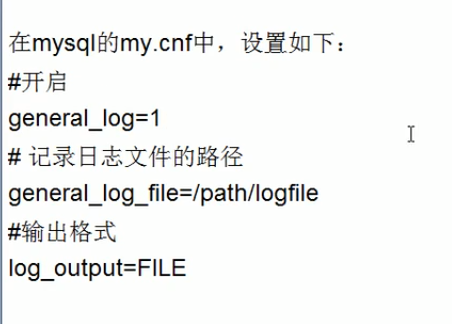 在mysql的my.cnf中，设置如下：
#开启
general_log=1
# 记录日志文件的路径
general_log_file=/path/logfile
#输出格式
log_output=FILE